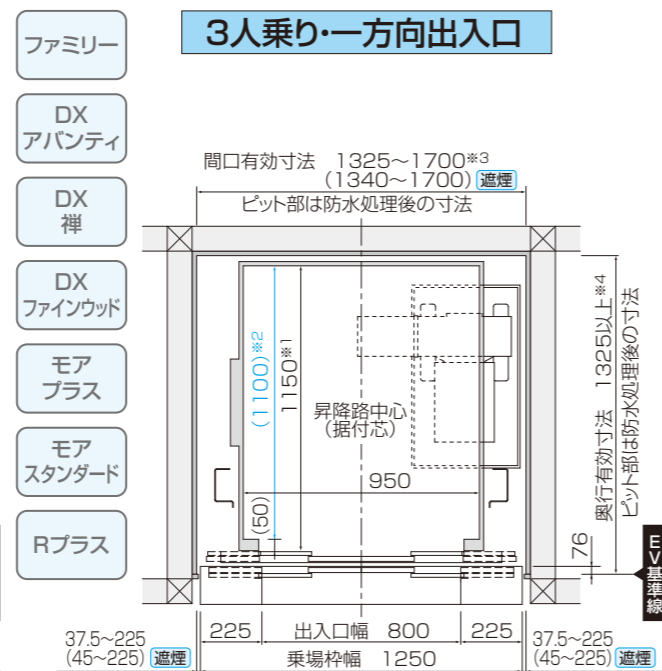 3人乗り・一方向出入口
ファミリー
DX
アバンティ
DX
禅
DX
ファインウッド
モア
プラス
モア
スタンダード
Rプラス
間口有効寸法 1325〜1700※3
(1340〜1700) 遮煙
ピット部は防水処理後の寸法
(1100)※2
1150※1
昇降路中心
(据付芯)
950
(50)
奥行有効寸法 1325以上※4
ピット部は防水処理後の寸法
76
EV基準線
37.5〜225
(45〜225) 遮煙
225
出入口幅 800
225
乗場枠幅 1250
37.5〜225
(45〜225) 遮煙